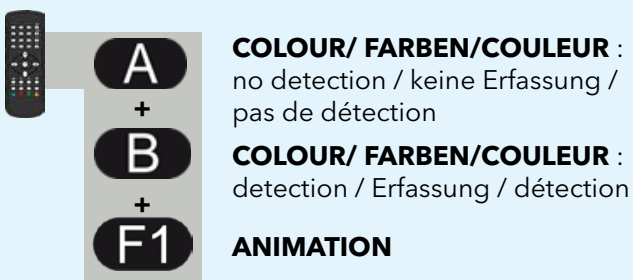 A
COLOUR/ FARBEN/COULEUR :
no detection / keine Erfassung /
pas de détection
+
B
COLOUR/ FARBEN/COULEUR :
detection / Erfassung / détection
+
F1
ANIMATION